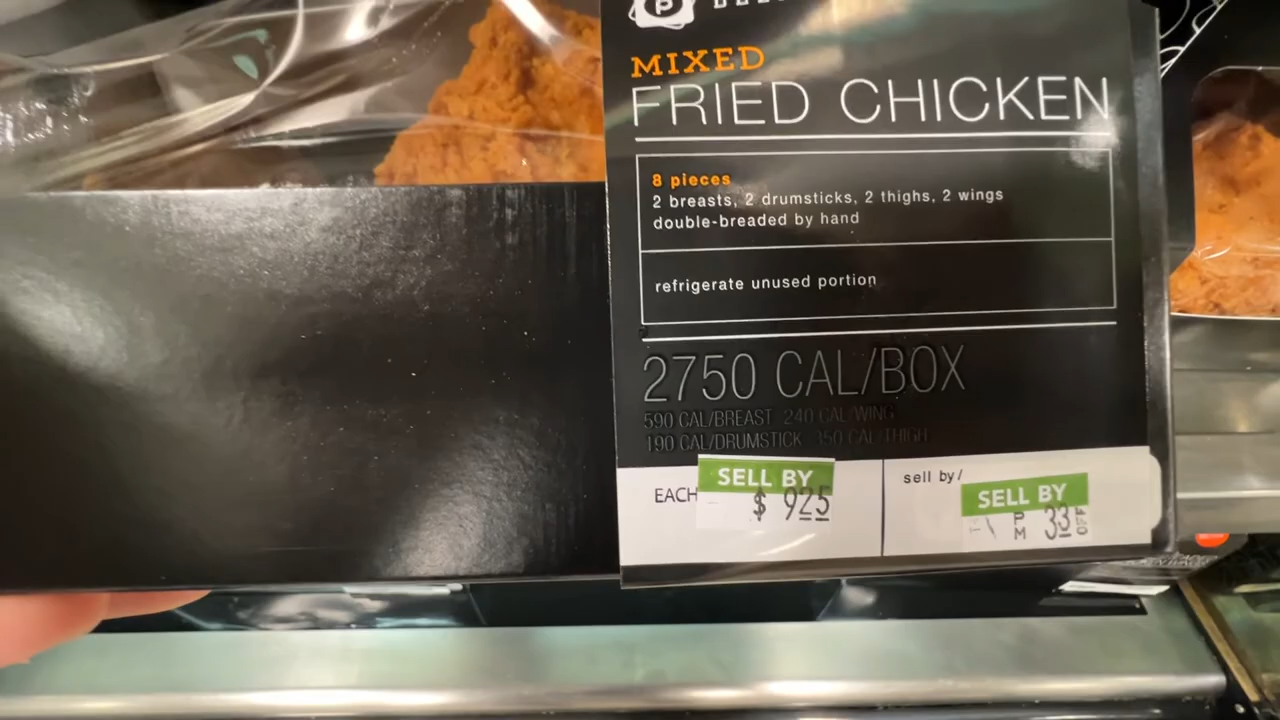 MIXED
FRIED CHICKEN
8 pieces
2 breasts, 2 drumsticks, 2 thighs, 2 wings
double-breaded by hand
refrigerate unused portion
2750 CAL/BOX
590 CAL/BREAST 240 CAL/WING
190 CAL/DRUMSTICK 350 CAL/THIGH
EACH
SELL BY
$ 925
sell by/
SELL BY
PM 33 OFF